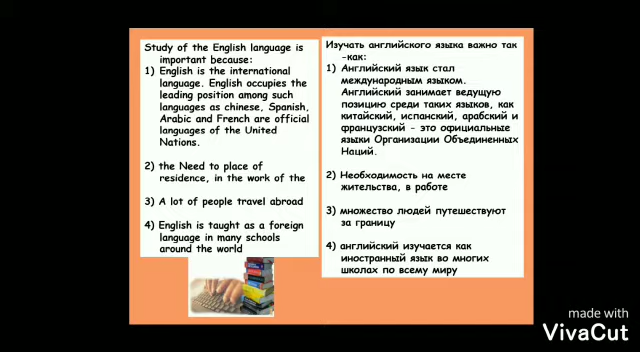 Study of the English language is
important because:
1) English is the international
language. English occupies the
leading position among such
languages as chinese, Spanish,
Arabic and French are official
languages of the United
Nations.
2) the Need to place of
residence, in the work of the
3) A lot of people travel abroad
4) English is taught as a foreign
language in many schools
around the world
Изучать английского языка важно так
-как:
1) Английский язык стал
международным языком.
Английский занимает ведущую
позицию среди таких языков, как
китайский, испанский, арабский и
французский - это официальные
языки Организации Объединенных
Наций.
2) Необходимость на месте
жительства, в работе
3) множество людей путешествуют
за границу
4) английский изучается как
иностранный язык во многих
школах по всему миру
made with
VivaCut